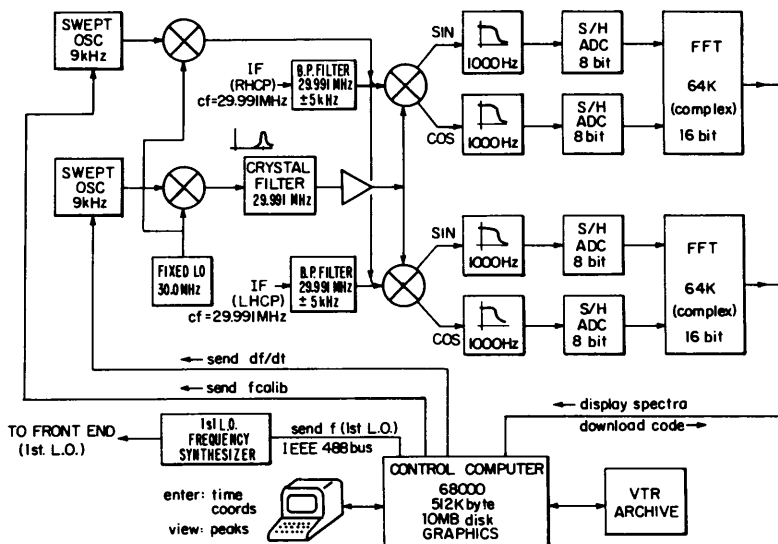 SWEPT
OSC
9kHz
IF
(RHCP)
cf=29.991MHz
B.P. FILTER
29.991 MHz
±5kHz
SIN
1000Hz
S/H
ADC
8 bit
FFT
64K
(complex)
16 bit
COS
1000Hz
S/H
ADC
8 bit
SWEPT
OSC
9kHz
CRYSTAL
FILTER
29.991 MHz
FIXED LO
30.0MHz
IF
(LHCP)
cf=29.991MHz
B.P. FILTER
29.991 MHz
± 5kHz
SIN
1000Hz
S/H
ADC
8 bit
FFT
64K
(complex)
16 bit
COS
1000Hz
S/H
ADC
8 bit
← send df/dt
← send fcalib
← display spectra
download code →
TO FRONT END
(1st. L.O.)
1st L.O.
FREQUENCY
SYNTHESIZER
send f (1st L.O.)
IEEE 488 bus
enter: time
coords
view: peaks
CONTROL COMPUTER
68000
512Kbyte
10MB disk
GRAPHICS
VTR
ARCHIVE